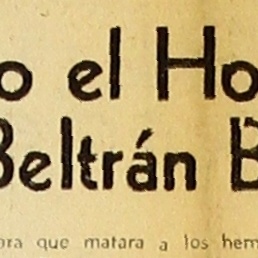 o el Ho
Beltrán B
ora que matara a los hem